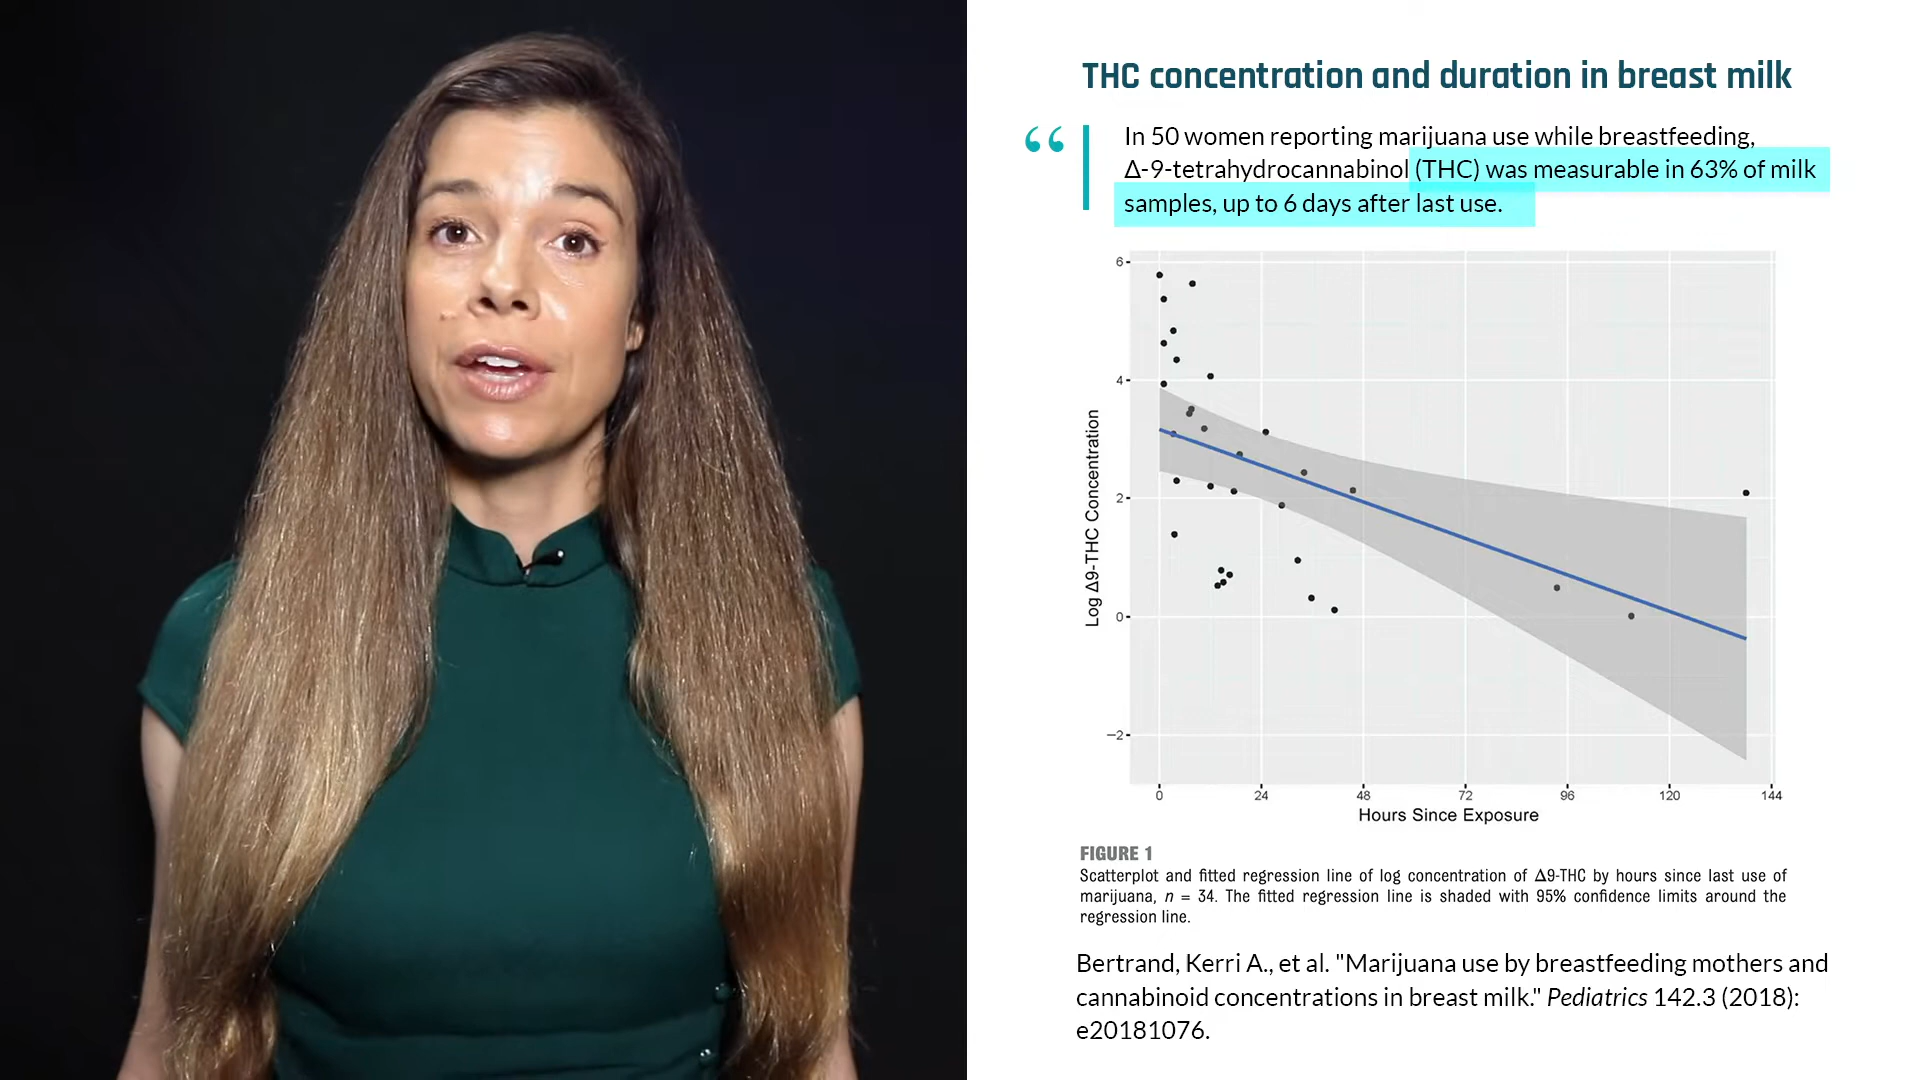 THC concentration and duration in breast milk
“ In 50 women reporting marijuana use while breastfeeding,
Δ-9-tetrahydrocannabinol (THC) was measurable in 63% of milk
samples, up to 6 days after last use.
6
4
2
0
−2
Log Δ9-THC Concentration
0 24 48 72 96 120 144
Hours Since Exposure
FIGURE 1
Scatterplot and fitted regression line of log concentration of Δ9-THC by hours since last use of
marijuana, n = 34. The fitted regression line is shaded with 95% confidence limits around the
regression line.
Bertrand, Kerri A., et al. "Marijuana use by breastfeeding mothers and
cannabinoid concentrations in breast milk." Pediatrics 142.3 (2018):
e20181076.